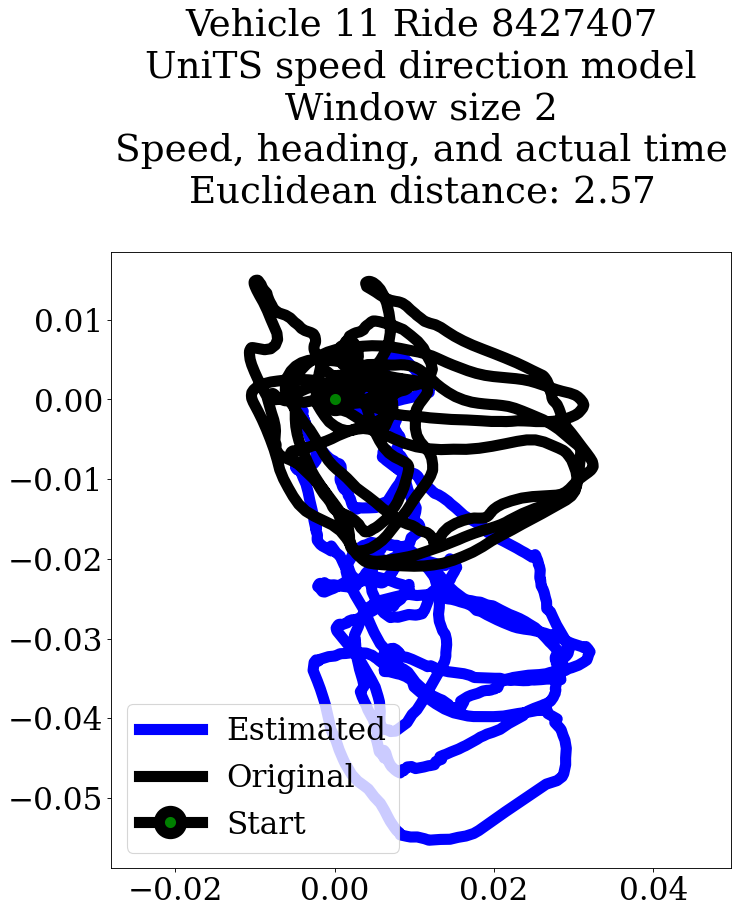 Vehicle 11 Ride 8427407
UniTS speed direction model
Window size 2
Speed, heading, and actual time
Euclidean distance: 2.57
0.01
0.00
−0.01
−0.02
−0.03
−0.04
−0.05
Estimated
Original
Start
−0.02 0.00 0.02 0.04